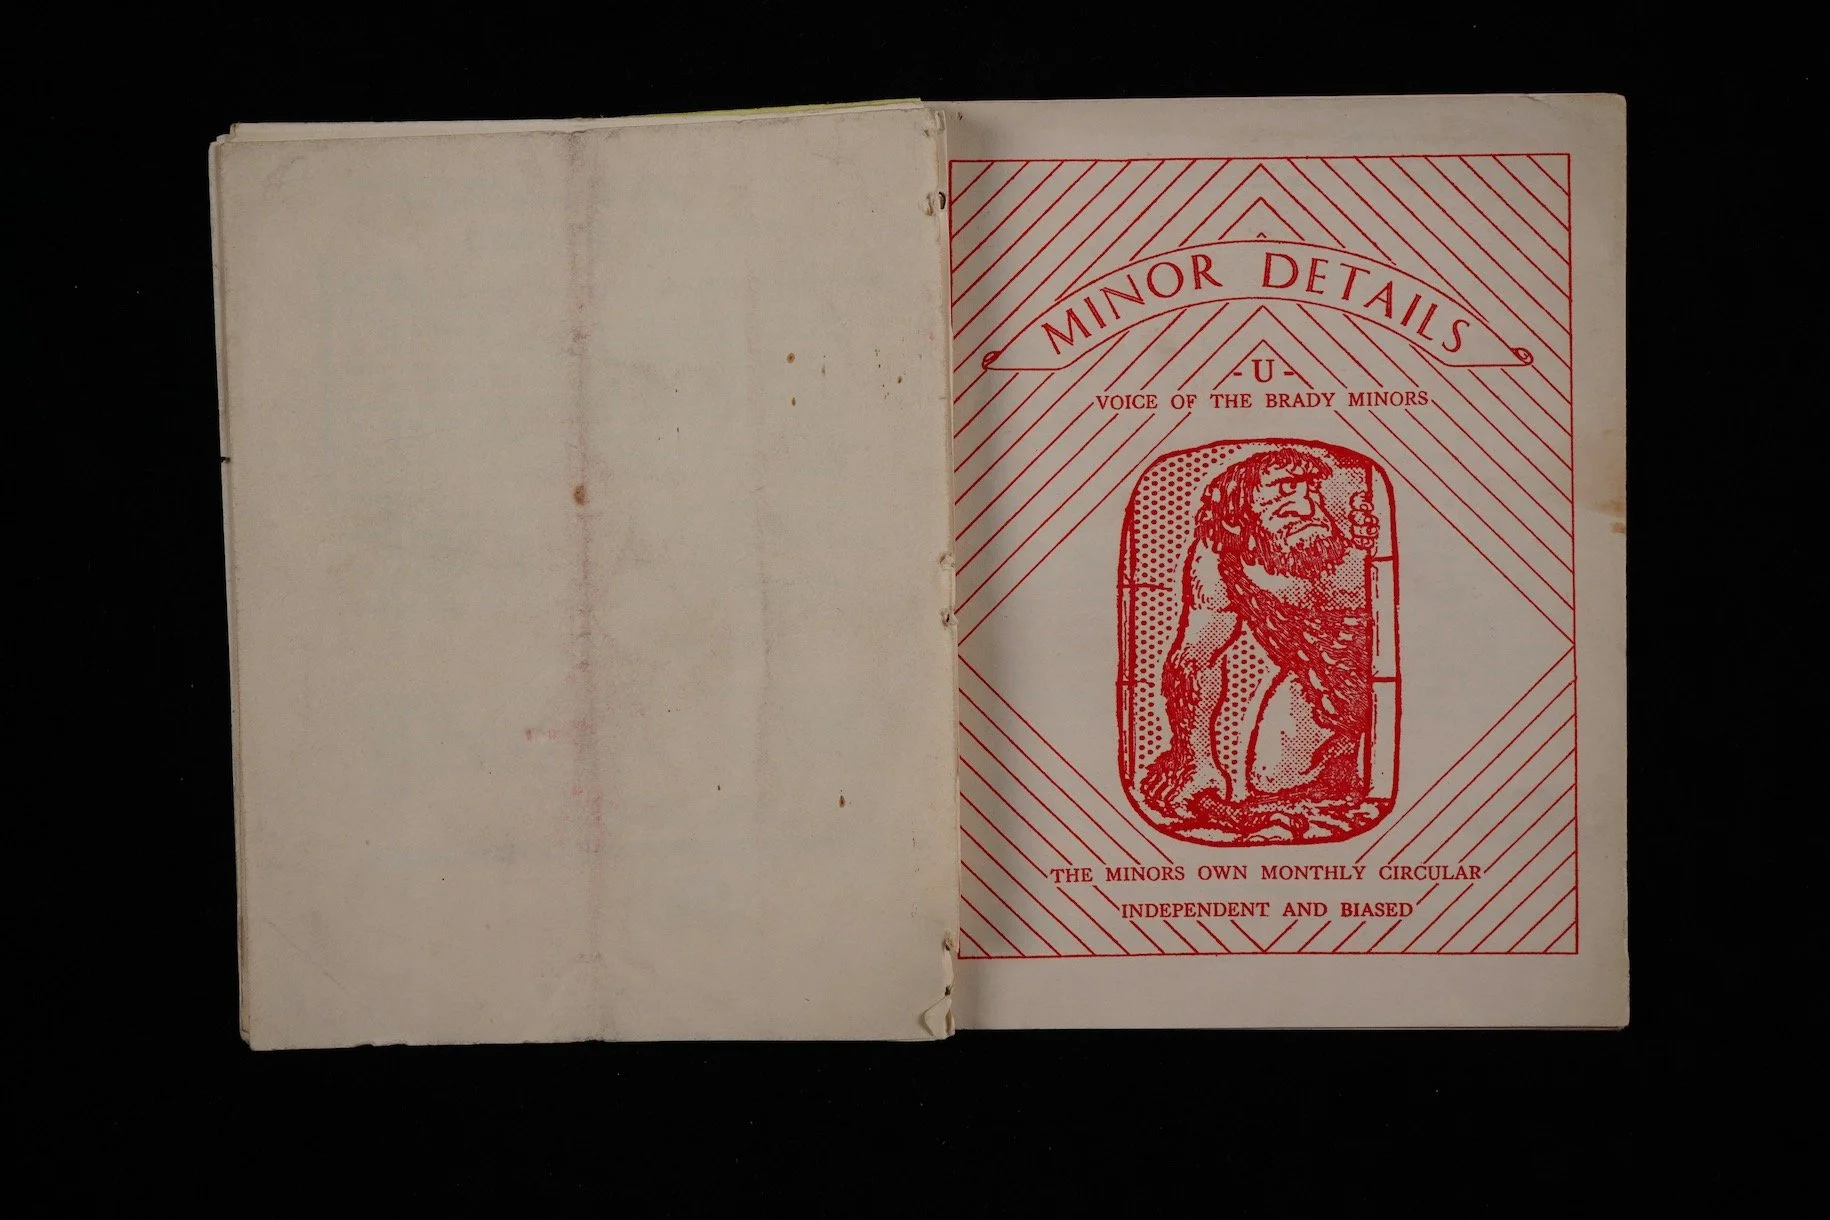 MINOR DETAILS
- U -
VOICE OF THE BRADY MINORS
THE MINORS OWN MONTHLY CIRCULAR
INDEPENDENT AND BIASED